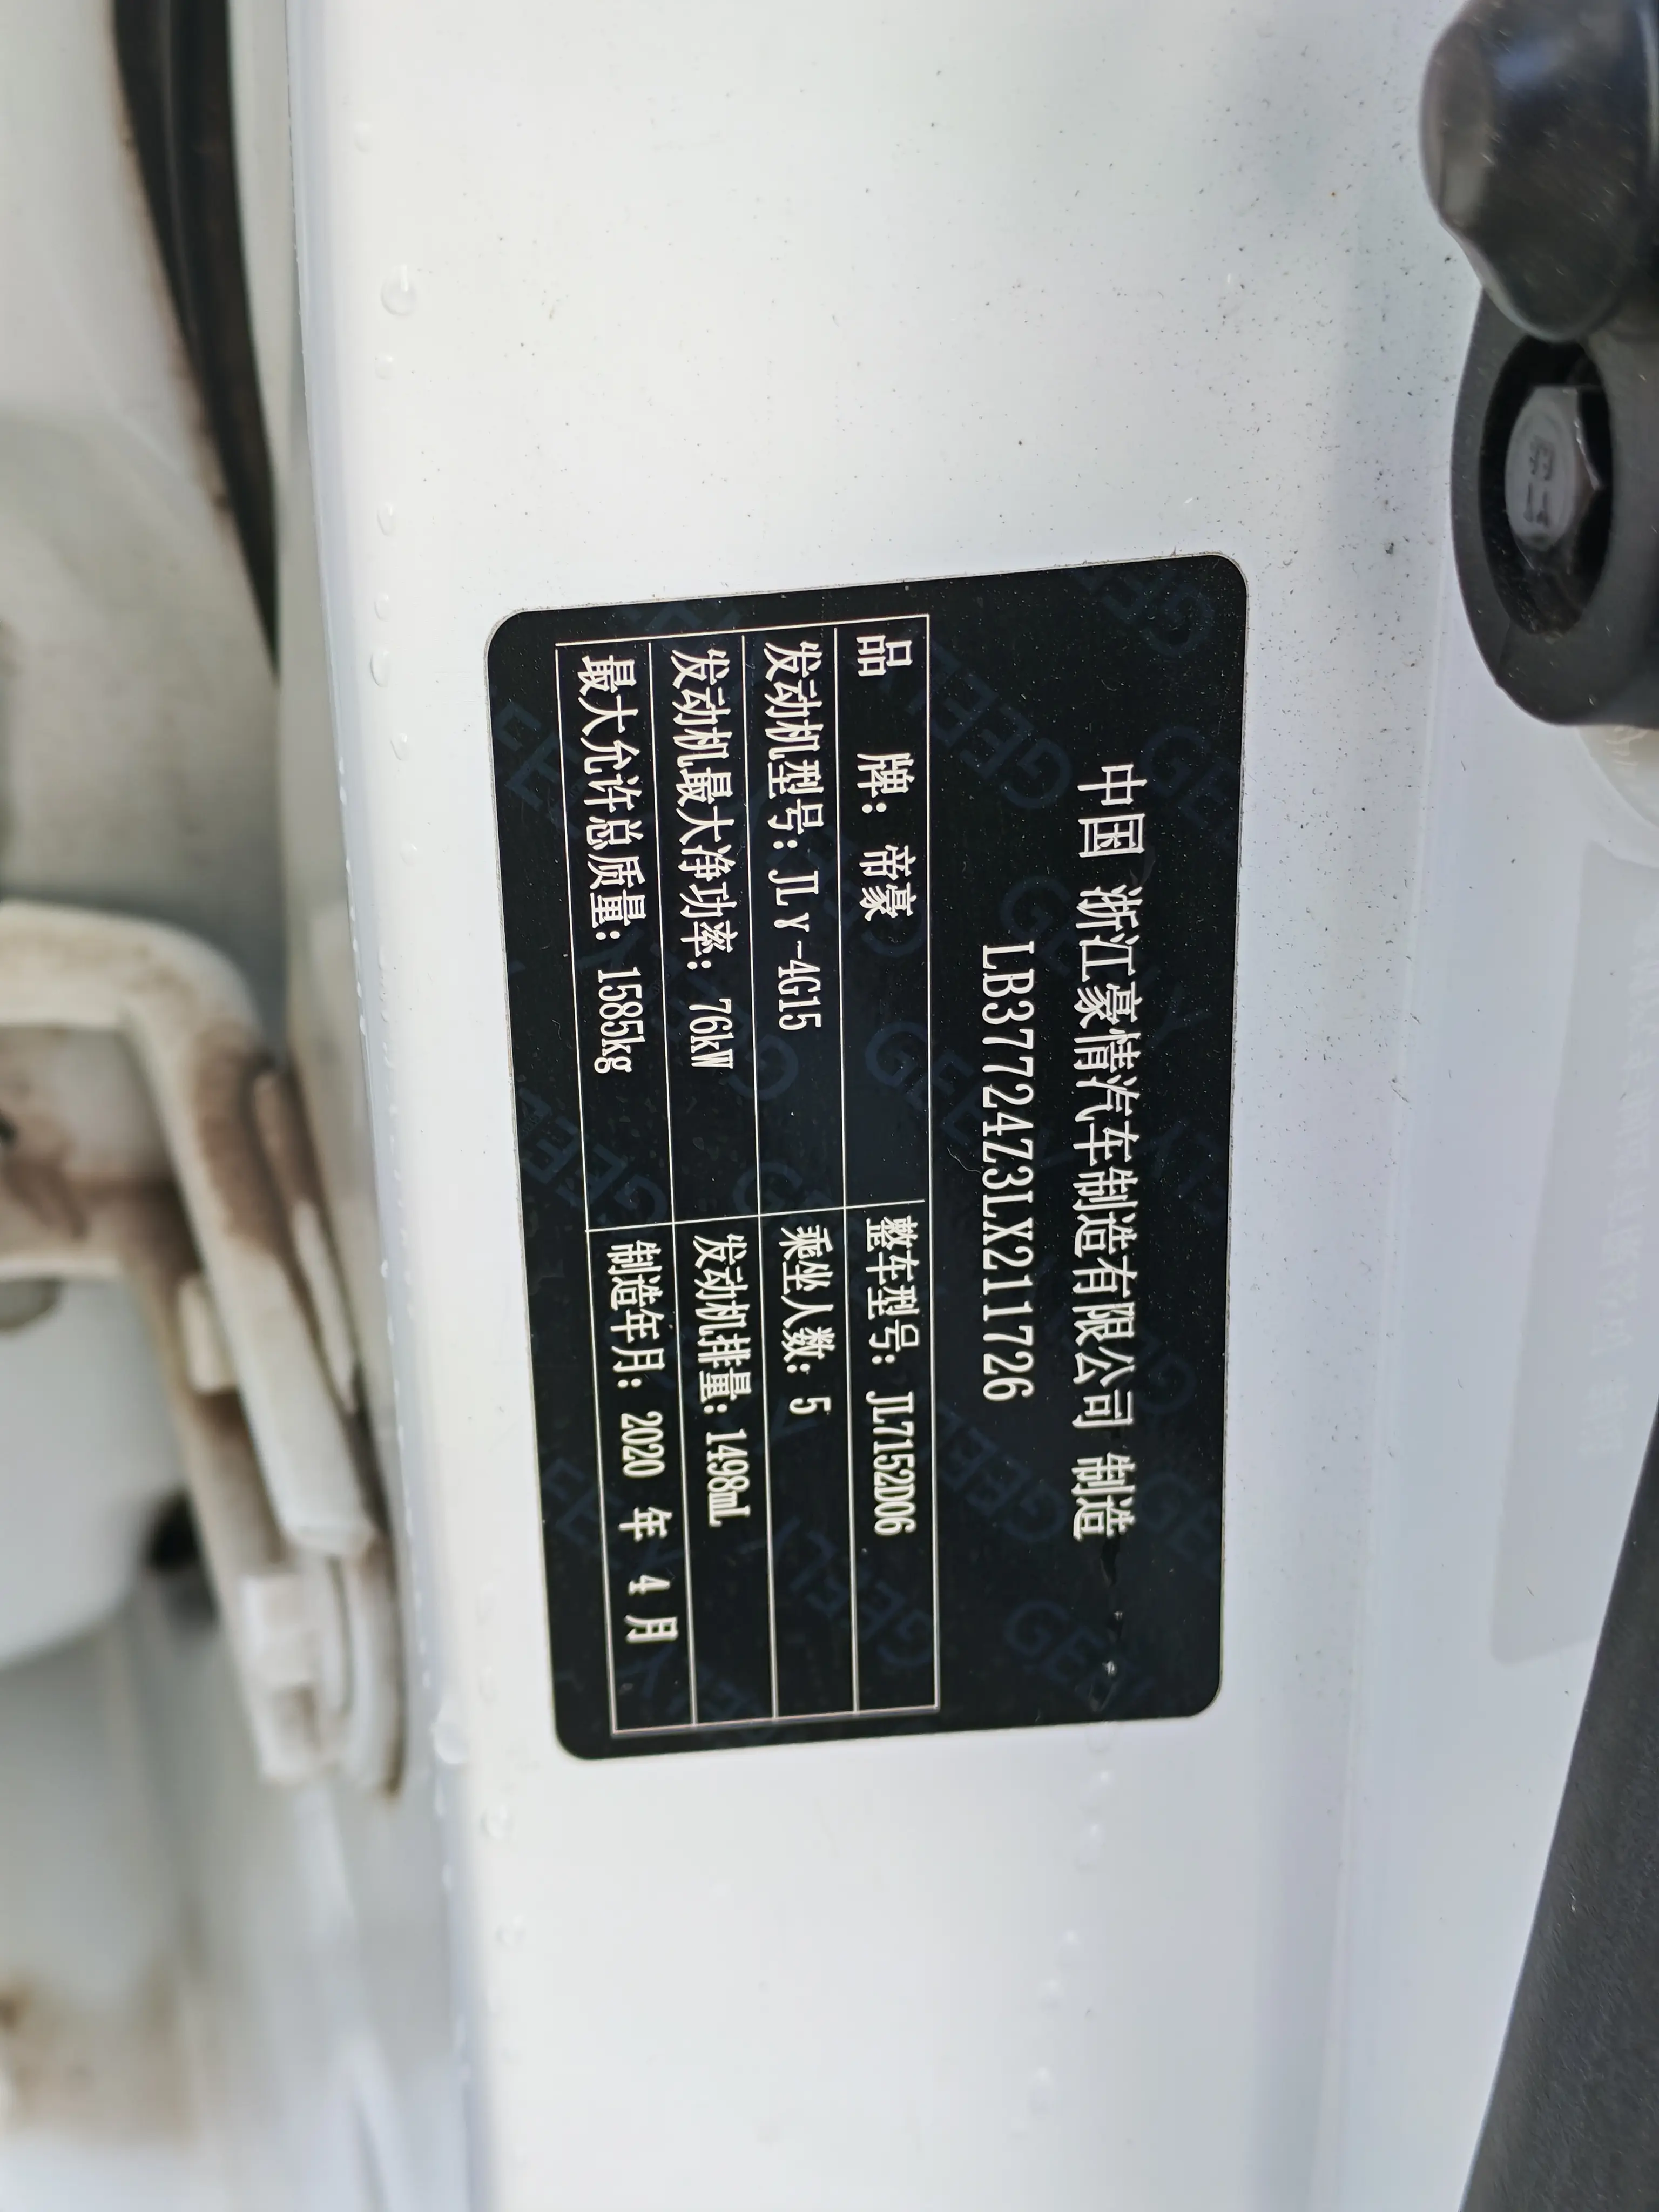 中国 浙江豪情汽车制造有限公司 制造
LB37724Z3LX211726
品 牌: 帝豪 整车型号: JL7152D06
发动机型号: JLγ-4G15 乘坐人数: 5
发动机最大净功率: 76kW 发动机排量: 1498mL
最大允许总质量: 1585kg 制造年月: 2020 年 4 月